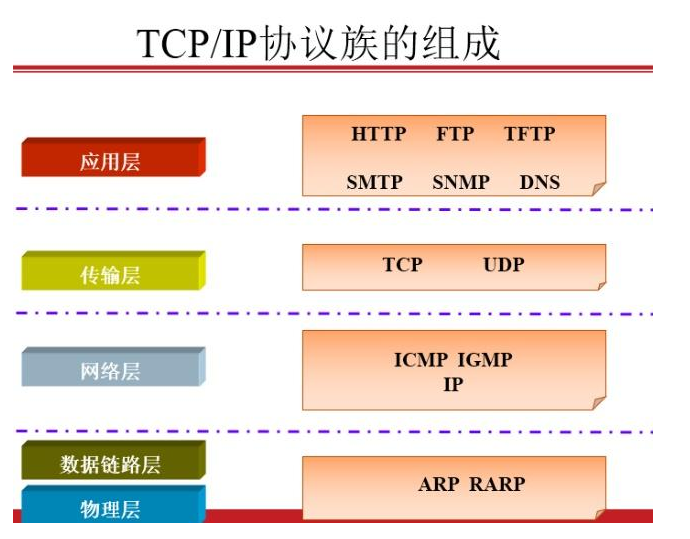 TCP/IP协议族的组成
应用层
HTTP FTP TFTP
SMTP SNMP DNS
传输层
TCP UDP
网络层
ICMP IGMP
IP
数据链路层
物理层
ARP RARP